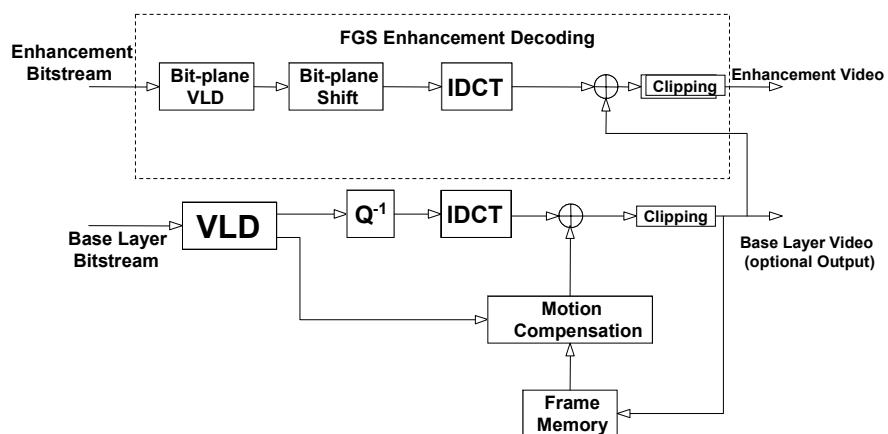 FGS Enhancement Decoding
Enhancement
Bitstream
Bit-plane
VLD
Bit-plane
Shift
IDCT
Clipping
Enhancement Video
VLD
Q-1
IDCT
Clipping
Base Layer
Bitstream
Base Layer Video
(optional Output)
Motion
Compensation
Frame
Memory